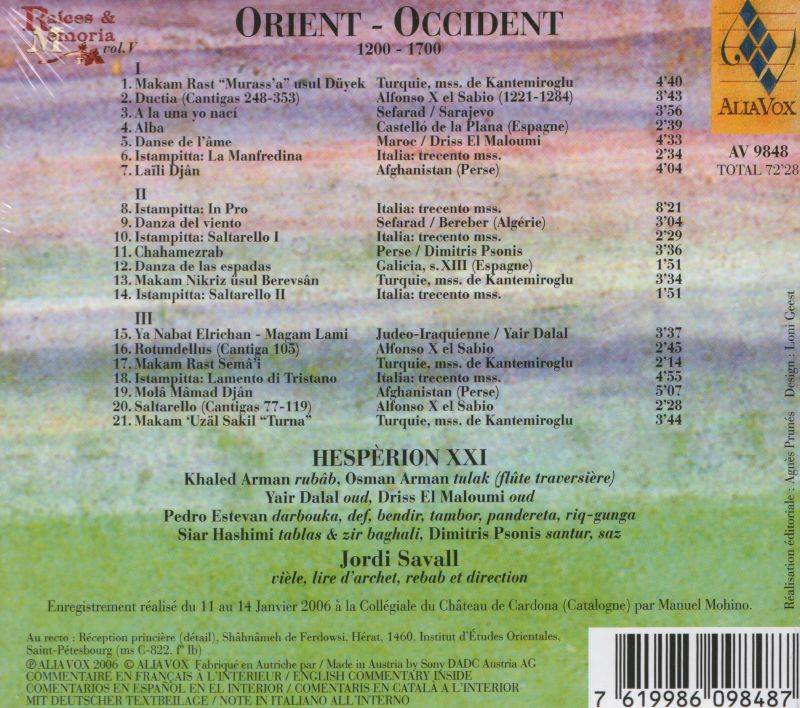 Raíces &
Memoria
vol. V
ORIENT - OCCIDENT
1200 - 1700
ALIAVOX
AV 9848
TOTAL 72'28
I
1. Makam Rast “Murass'a” usul Düyek Turquie, mss. de Kantemiroglu 4'40
2. Ductia (Cantigas 248-353) Alfonso X el Sabio (1221-1284) 3'43
3. A la una yo nací Sefarad / Sarajevo 3'56
4. Alba Castelló de la Plana (Espagne) 2'39
5. Danse de l'âme Maroc / Driss El Maloumi 4'33
6. Istampitta: La Manfredina Italia: trecento mss. 2'34
7. Laïli Djân Afghanistan (Perse) 4'04
II
8. Istampitta: In Pro Italia: trecento mss. 8'21
9. Danza del viento Sefarad / Bereber (Algérie) 3'04
10. Istampitta: Saltarello I Italia: trecento mss. 2'29
11. Chahamezrab Perse / Dimitris Psonis 3'36
12. Danza de las espadas Galicia, s.XIII (Espagne) 1'51
13. Makam Nikriz üsul Berevsân Turquie, mss. de Kantemiroglu 3'34
14. Istampitta: Saltarello II Italia: trecento mss. 1'51
III
15. Ya Nabat Elrichan - Magam Lami Judeo-Iraquienne / Yair Dalal 3'37
16. Rotundellus (Cantiga 105) Alfonso X el Sabio 2'45
17. Makam Rast Semâ'i Turquie, mss. de Kantemiroglu 2'14
18. Istampitta: Lamento di Tristano Italia: trecento mss. 4'55
19. Molâ Mâmad Djân Afghanistan (Perse) 5'07
20. Saltarello (Cantigas 77-119) Alfonso X el Sabio 2'28
21. Makam 'Uzäl Sakil “Turna” Turquie, mss. de Kantemiroglu 3'44
HESPÈRION XXI
Khaled Arman rubâb, Osman Arman tulak (flûte traversière)
Yair Dalal oud, Driss El Maloumi oud
Pedro Estevan darbouka, def, bendir, tambor, pandereta, riq-gunga
Siar Hashimi tablas & zir baghali, Dimitris Psonis santur, saz
Jordi Savall
vièle, lire d'archet, rebab et direction
Enregistrement réalisé du 11 au 14 Janvier 2006 à la Collégiale du Château de Cardona (Catalogne) par Manuel Mohino.
Au recto : Réception princière (détail), Shâhnâmeh de Ferdowsi, Hérat, 1460. Institut d'Études Orientales,
Saint-Pétesbourg (ms C-822, fº Ib)
℗ALIA VOX 2006 © ALIA VOX Fabriqué en Autriche par / Made in Austria by Sony DADC Austria AG
COMMENTAIRE EN FRANÇAIS À L'INTÉRIEUR / ENGLISH COMMENTARY INSIDE
COMENTARIOS EN ESPAÑOL EN EL INTERIOR / COMENTARIS EN CATALÀ A L'INTERIOR
MIT DEUTSCHER TEXTBEILAGE / NOTE IN ITALIANO ALL'INTERNO
Réalisation éditoriale : Agnès Prunés Design : Loni Geest
7 619986 098487